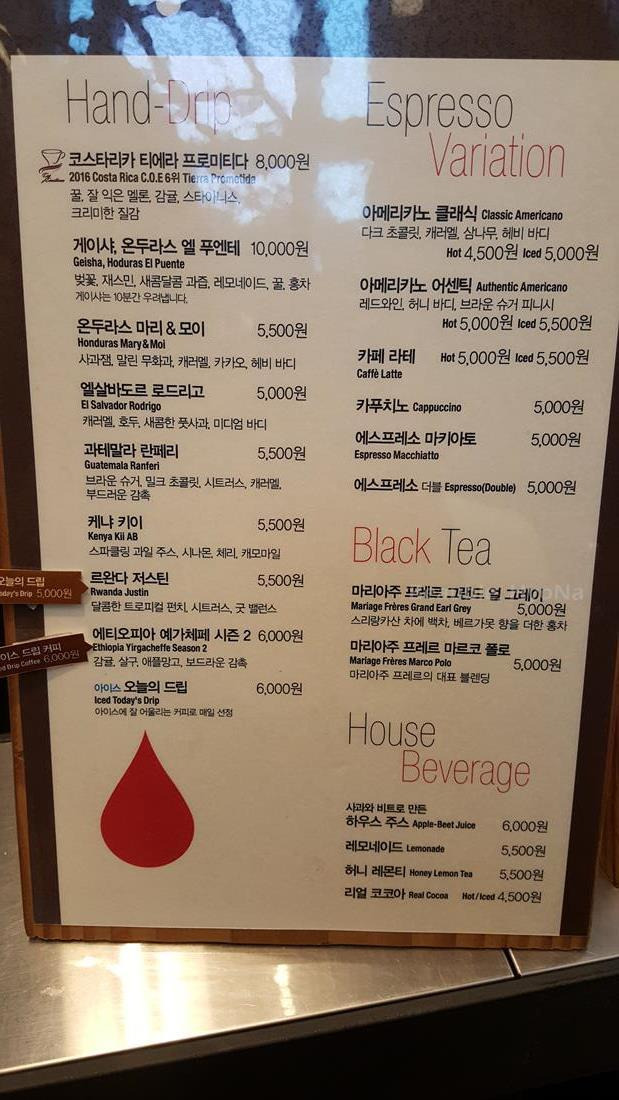 Hand-Drip
코스타리카 티에라 프로미티다 8,000원
2016 Costa Rica C.O.E 6위 Tierra Prometida
꿀, 잘 익은 멜론, 감귤, 스타아니스,
크리미한 질감
게이샤, 온두라스 엘 푸엔테 10,000원
Geisha, Hoduras El Puente
벚꽃, 재스민, 새콤달콤 과즙, 레모네이드, 꿀, 홍차
게이샤는 10분간 우려냅니다.
온두라스 마리 & 모이 5,500원
Honduras Mary & Moi
사과잼, 말린 무화과, 캐러멜, 카카오, 헤비 바디
엘살바도르 로드리고 5,000원
El Salvador Rodrigo
캐러멜, 호두, 새콤한 풋사과, 미디엄 바디
과테말라 란페리 5,500원
Guatemala Ranferi
브라운 슈거, 밀크 초콜릿, 시트러스, 캐러멜,
부드러운 감촉
케냐 키이 5,500원
Kenya Kii AB
스파클링 과일 주스, 시나몬, 체리, 캐모마일
오늘의 드립
Today's Drip 5,000원
르완다 저스틴 5,500원
Rwanda Justin
달콤한 트로피컬 펀치, 시트러스, 굿 밸런스
아이스 드립 커피
Iced Drip Coffee 6,000원
에티오피아 예가체페 시즌 2 6,000원
Ethiopia Yirgacheffe Season 2
감귤, 살구, 애플망고, 보드라운 감촉
아이스 오늘의 드립 6,000원
Iced Today's Drip
아이스에 잘 어울리는 커피로 매일 선정
Espresso
Variation
아메리카노 클래식 Classic Americano
다크 초콜릿, 캐러멜, 삼나무, 헤비 바디
Hot 4,500원 Iced 5,000원
아메리카노 어센틱 Authentic Americano
레드와인, 허니 바디, 브라운 슈거 피니시
Hot 5,000원 Iced 5,500원
카페 라테 Hot 5,000원 Iced 5,500원
Caffè Latte
카푸치노 Cappuccino 5,000원
에스프레소 마키아토 5,000원
Espresso Macchiatto
에스프레소 더블 Espresso(Double) 5,000원
Black Tea
마리아주 프레르 그랜드 얼 그레이
Mariage Frères Grand Earl Grey 5,000원
스리랑카산 차에 백차, 베르가못 향을 더한 홍차
마리아주 프레르 마르코 폴로
Mariage Frères Marco Polo 5,000원
마리아주 프레르의 대표 블렌딩
House
Beverage
사과와 비트로 만든
하우스 주스 Apple-Beet Juice 6,000원
레모네이드 Lemonade 5,500원
허니 레몬티 Honey Lemon Tea 5,500원
리얼 코코아 Real Cocoa Hot/Iced 4,500원